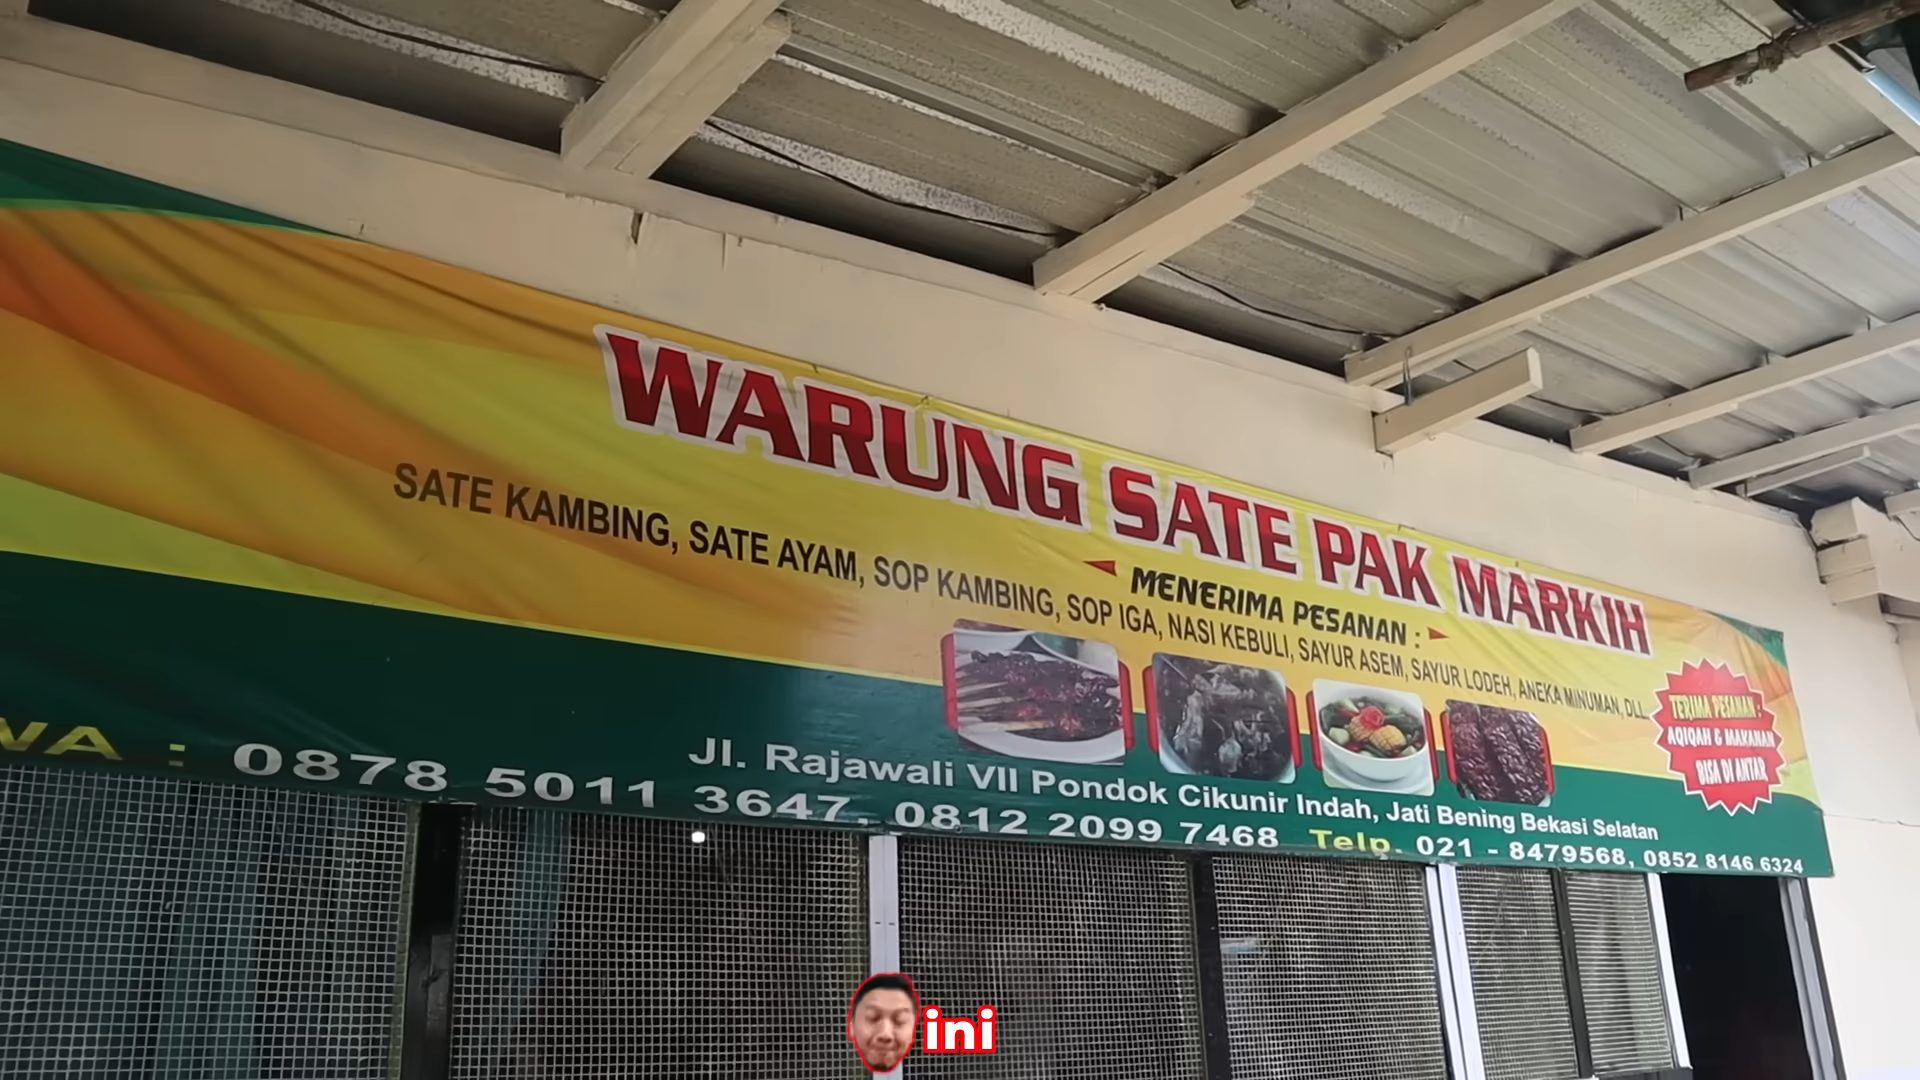 WARUNG SATE PAK MARKIH
MENERIMA PESANAN :
SATE KAMBING, SATE AYAM, SOP KAMBING, SOP IGA, NASI KEBULI, SAYUR ASEM, SAYUR LODEH, ANEKA MINUMAN, DLL
TERIMA PESANAN :
AQIQAH & MAKANAN
BISA DI ANTAR
Jl. Rajawali VII Pondok Cikunir Indah, Jati Bening Bekasi Selatan
WA : 0878 5011 3647, 0812 2099 7468 Telp. 021 - 8479568, 0852 8146 6324
ini